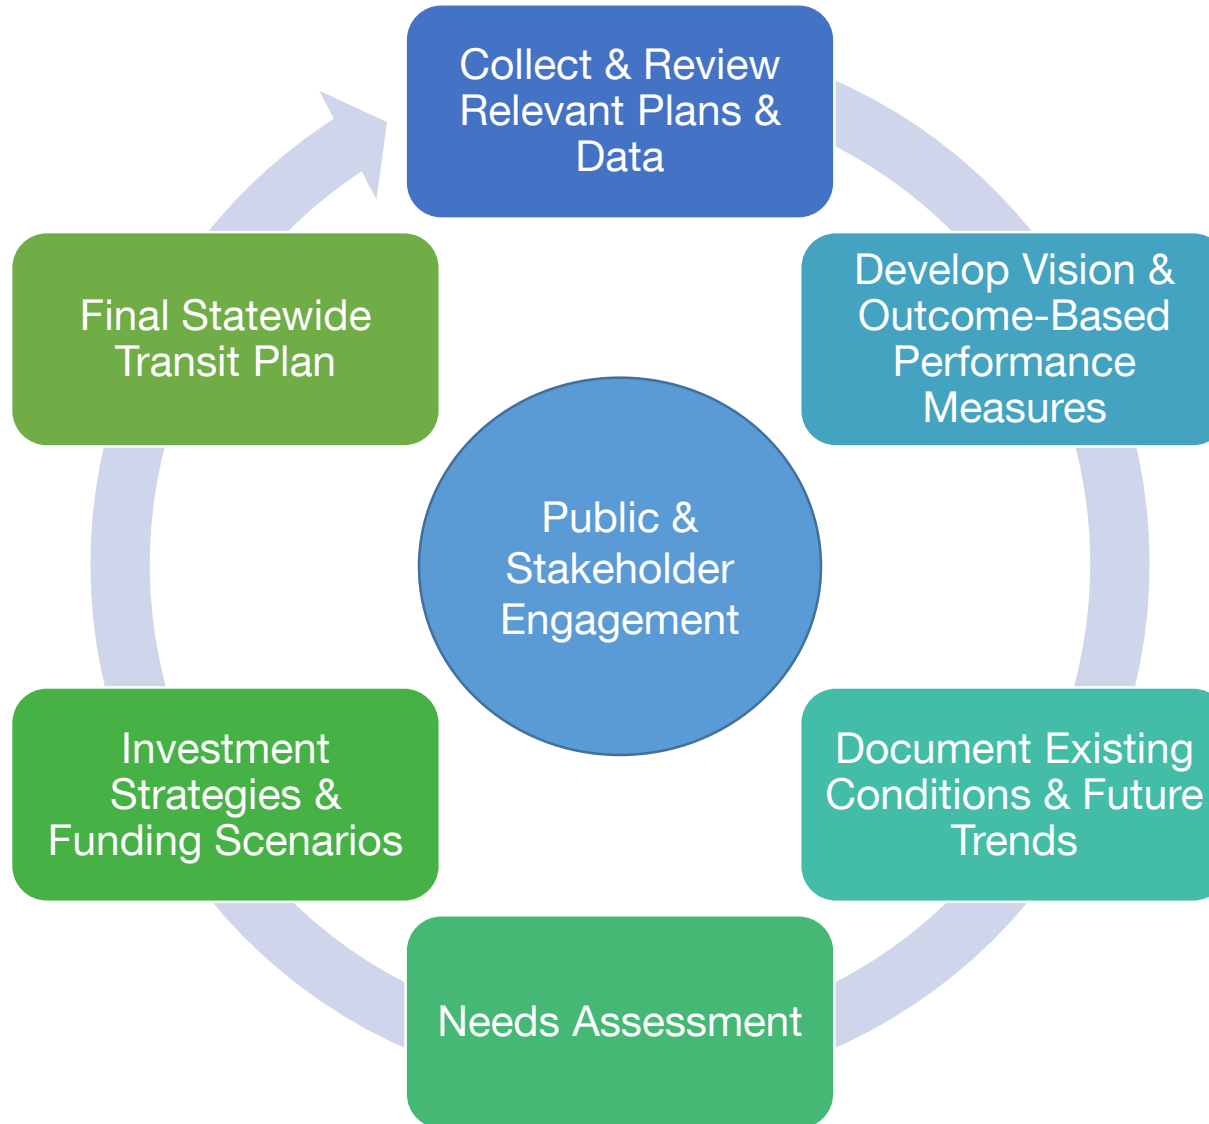 Collect & Review
Relevant Plans &
Data
Develop Vision &
Outcome-Based
Performance
Measures
Document Existing
Conditions & Future
Trends
Needs Assessment
Investment
Strategies &
Funding Scenarios
Final Statewide
Transit Plan
Public &
Stakeholder
Engagement